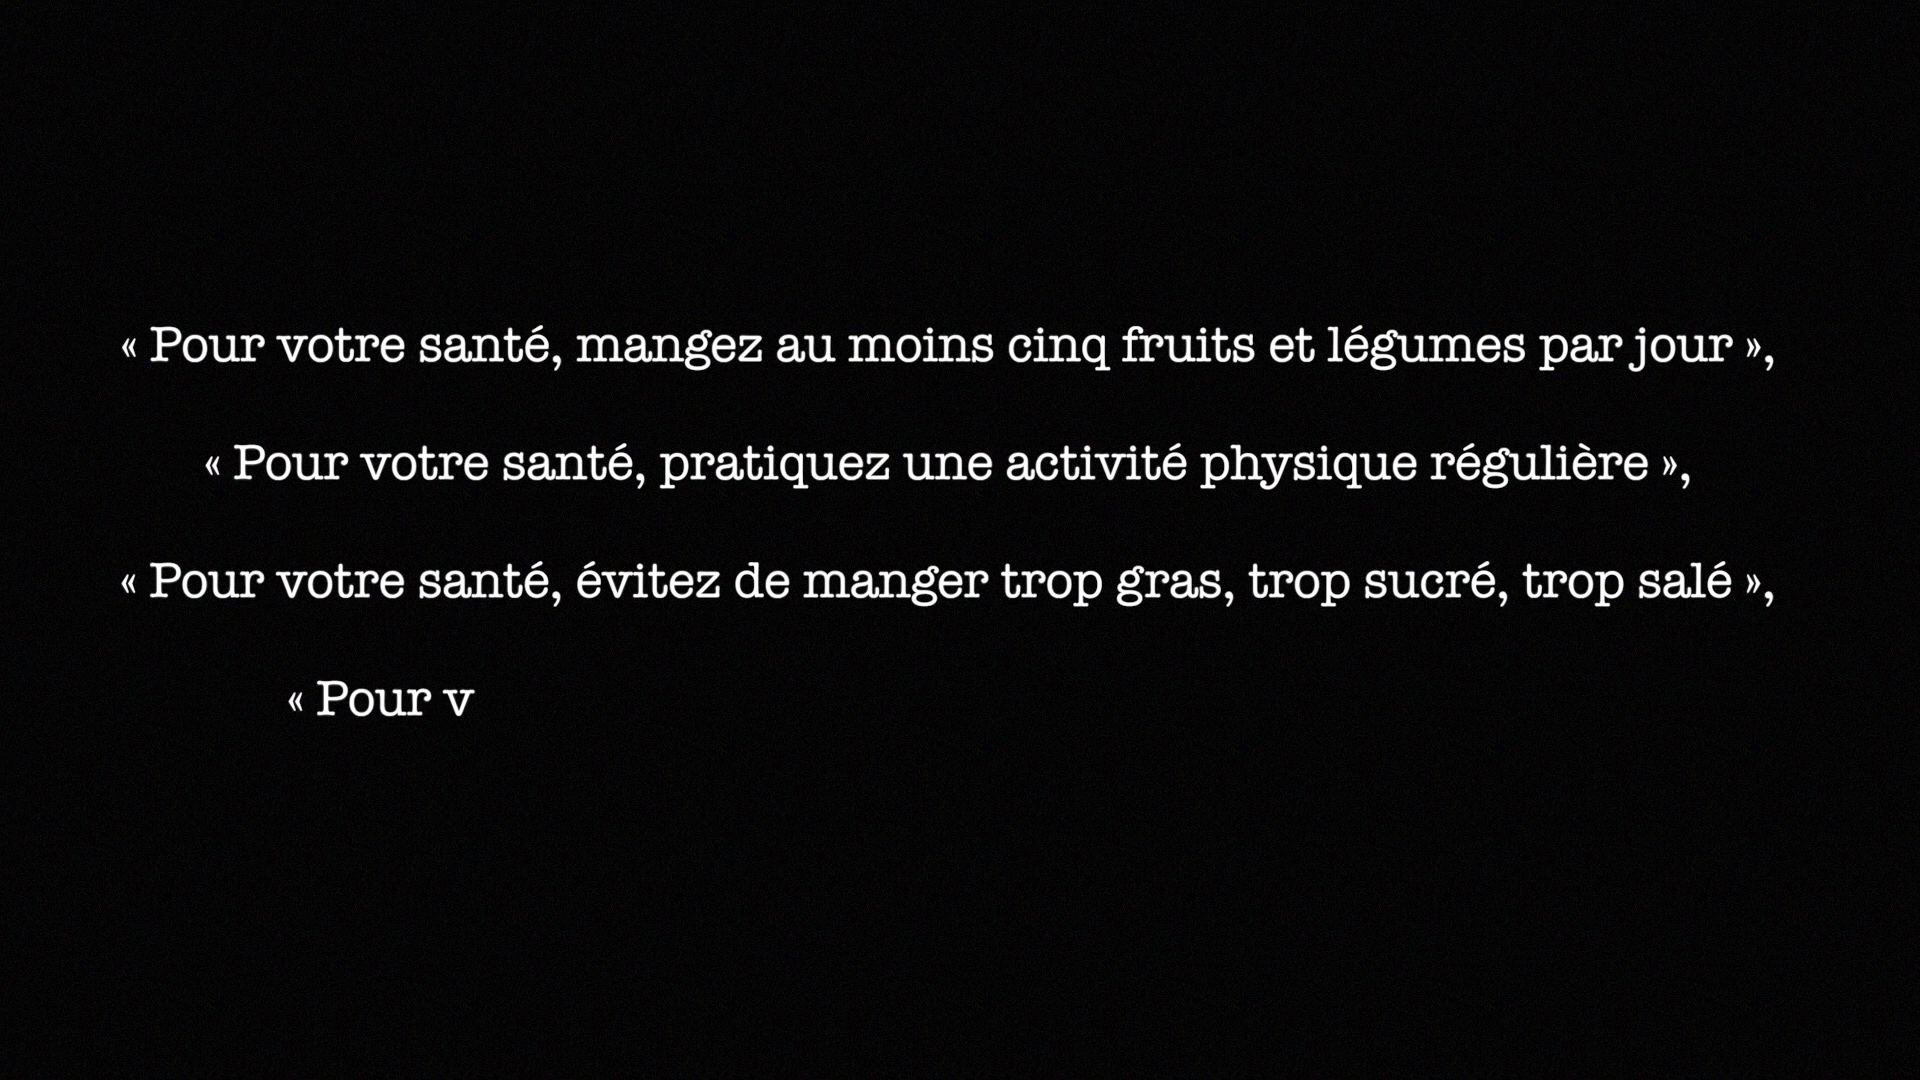 « Pour votre santé, mangez au moins cinq fruits et légumes par jour »,
« Pour votre santé, pratiquez une activité physique régulière »,
« Pour votre santé, évitez de manger trop gras, trop sucré, trop salé »,
« Pour v